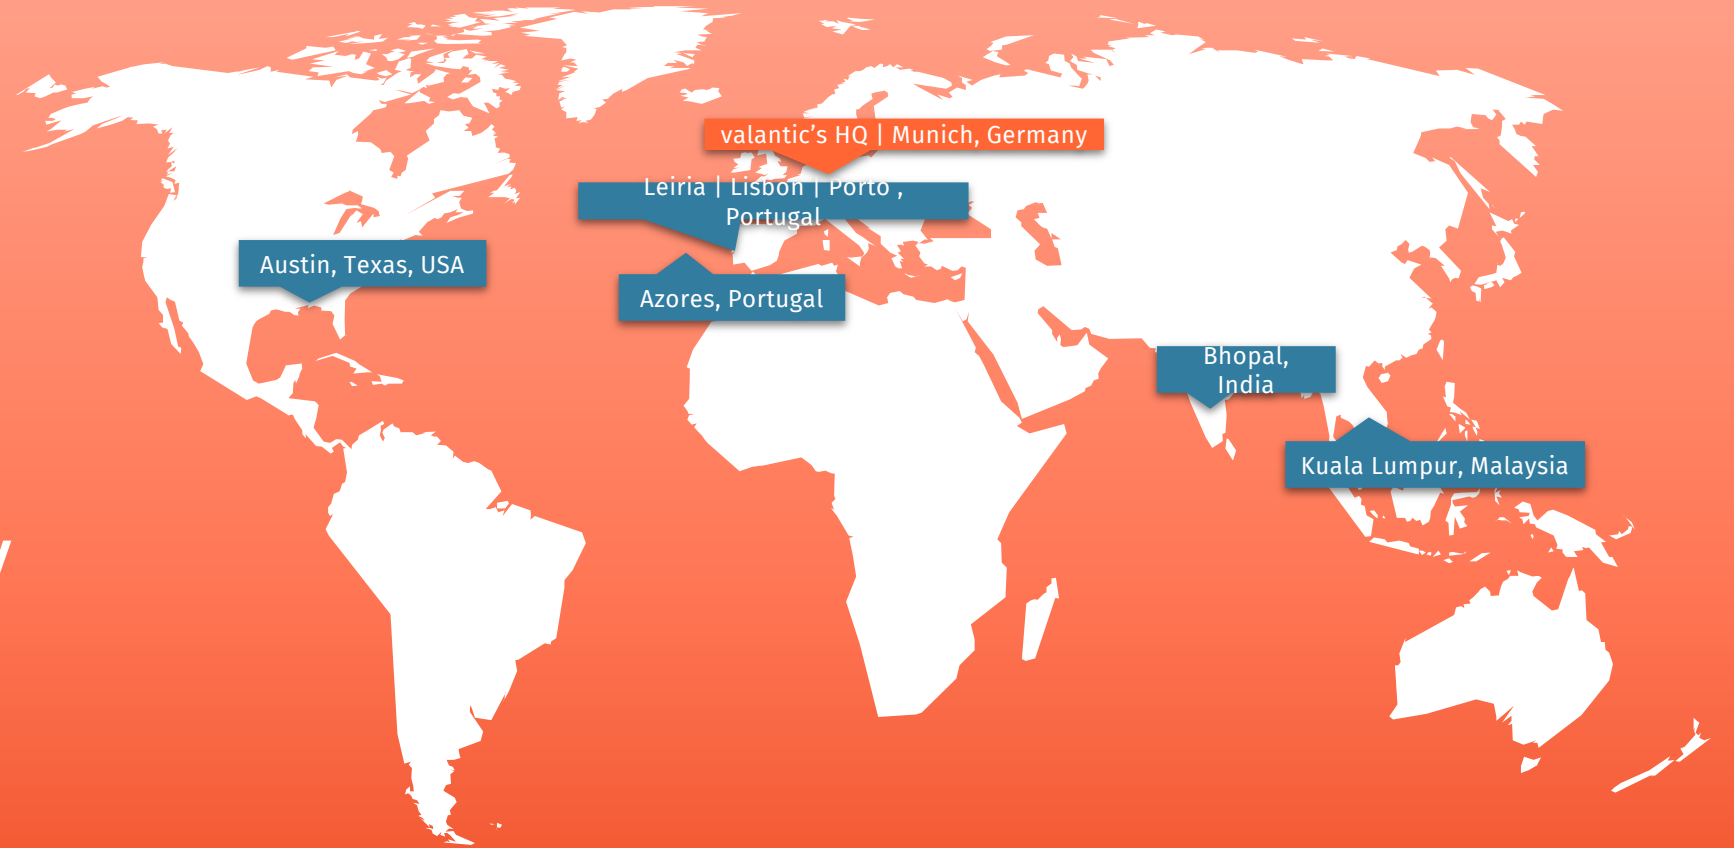 valantic’s HQ | Munich, Germany
Leiria | Lisbon | Porto ,
Portugal
Austin, Texas, USA
Azores, Portugal
Bhopal,
India
Kuala Lumpur, Malaysia